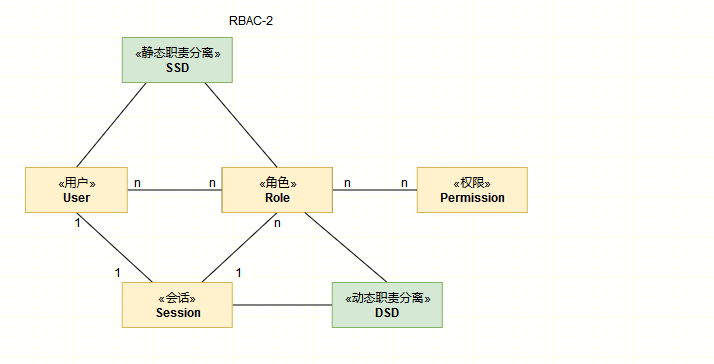 RBAC-2
«静态职责分离»
SSD
«用户»
User
n
n
«角色»
Role
n
n
«权限»
Permission
1
n
1
1
«会话»
Session
«动态职责分离»
DSD